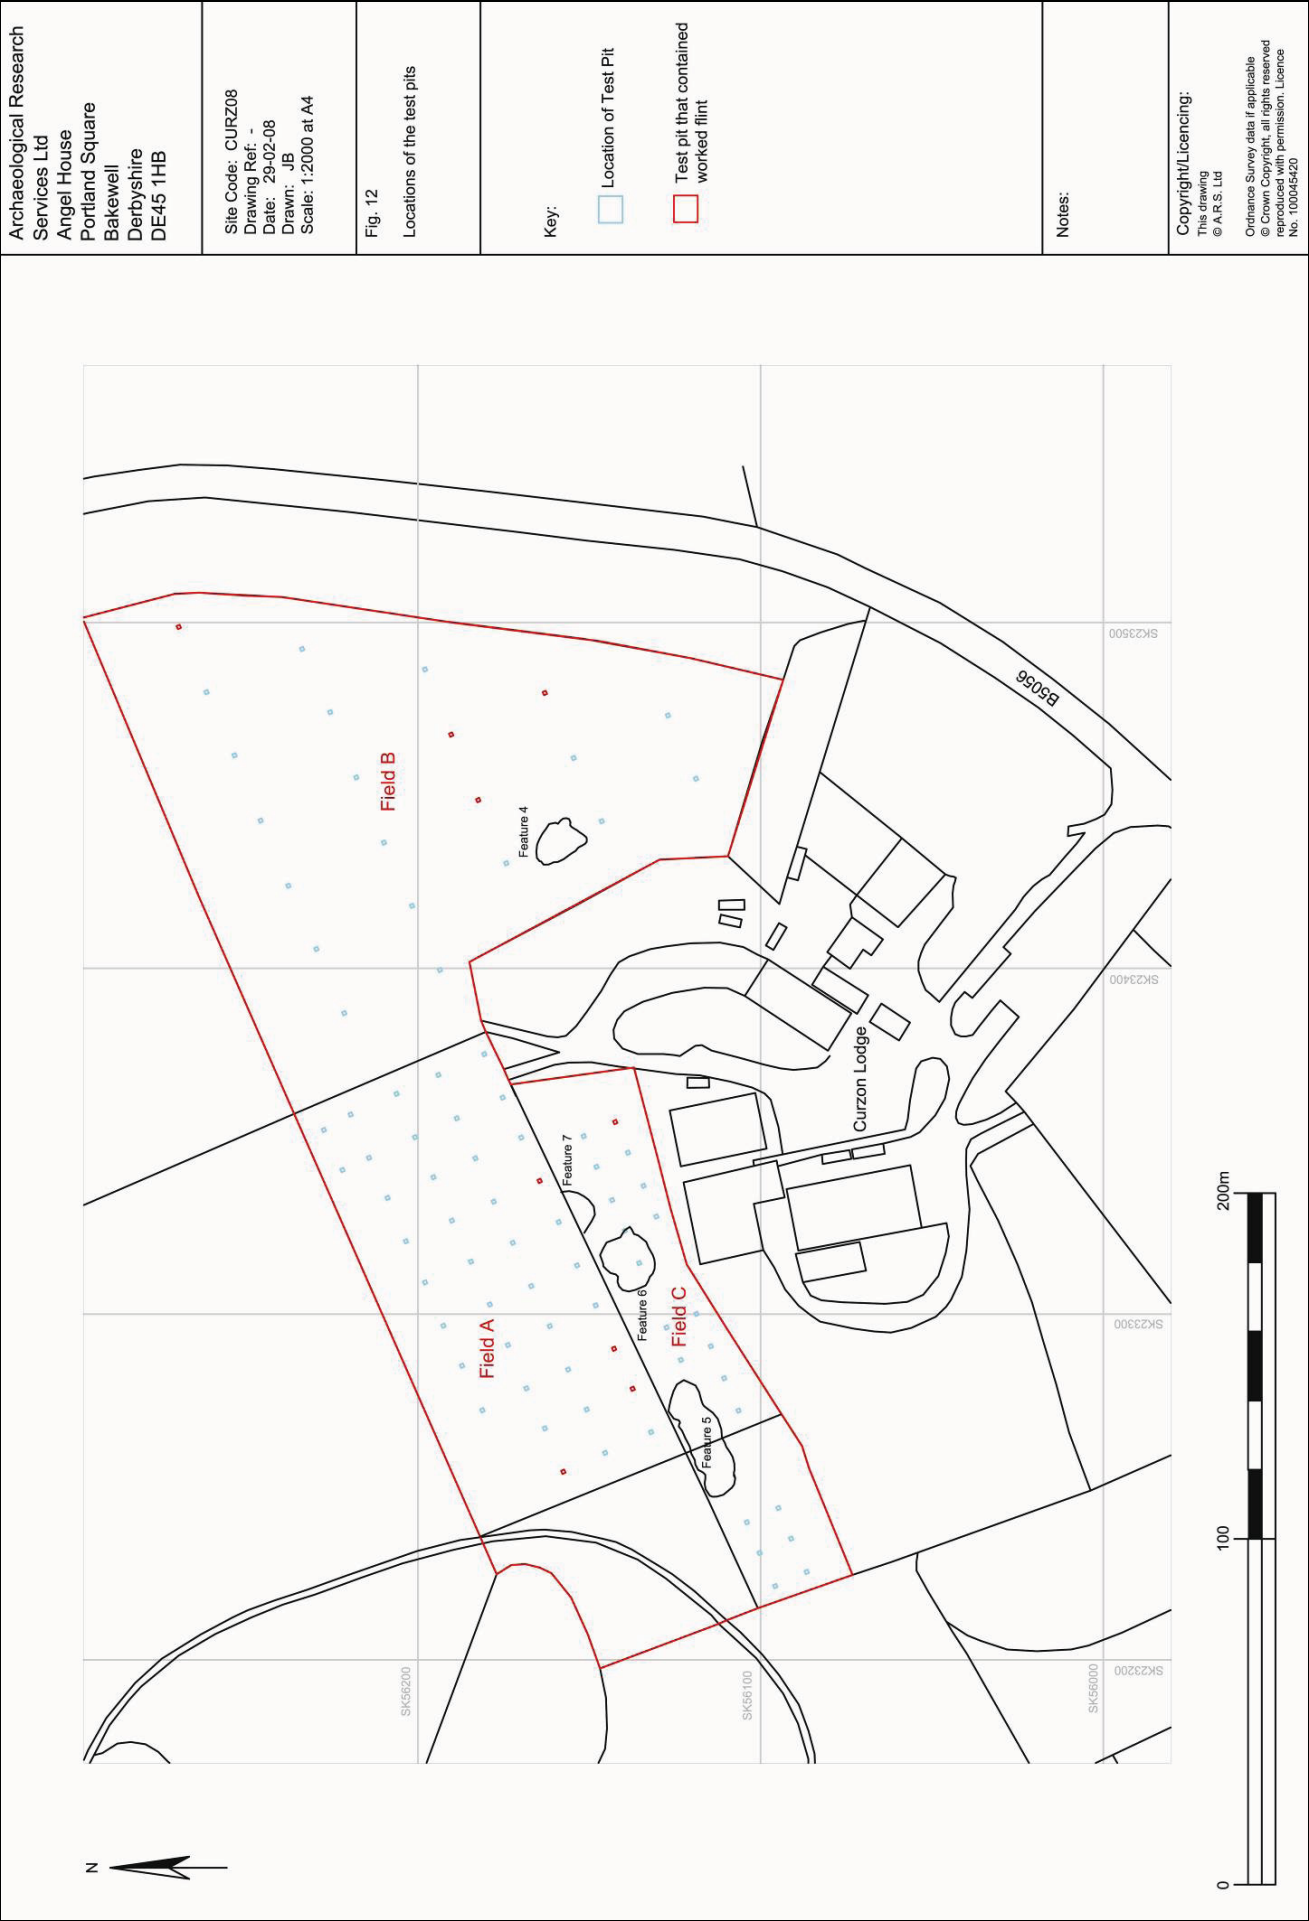 Archaeological Research
Services Ltd
Angel House
Portland Square
Bakewell
Derbyshire
DE45 1HB
Site Code: CURZ08
Drawing Ref: -
Date: 29-02-08
Drawn: JB
Scale: 1:2000 at A4
Fig. 12
Locations of the test pits
Key:
Location of Test Pit
Test pit that contained
worked flint
Notes:
Copyright/Licencing:
This drawing
© A.R.S. Ltd
Ordnance Survey data if applicable
© Crown Copyright, all rights reserved
reproduced with permission. Licence
No. 100045420
N
Field B
Feature 4
Field A
Feature 7
Feature 6
Field C
Feature 5
Curzon Lodge
B5056
SK56200
SK56100
SK56000
SK23200
SK23300
SK23400
SK23500
0
100
200m